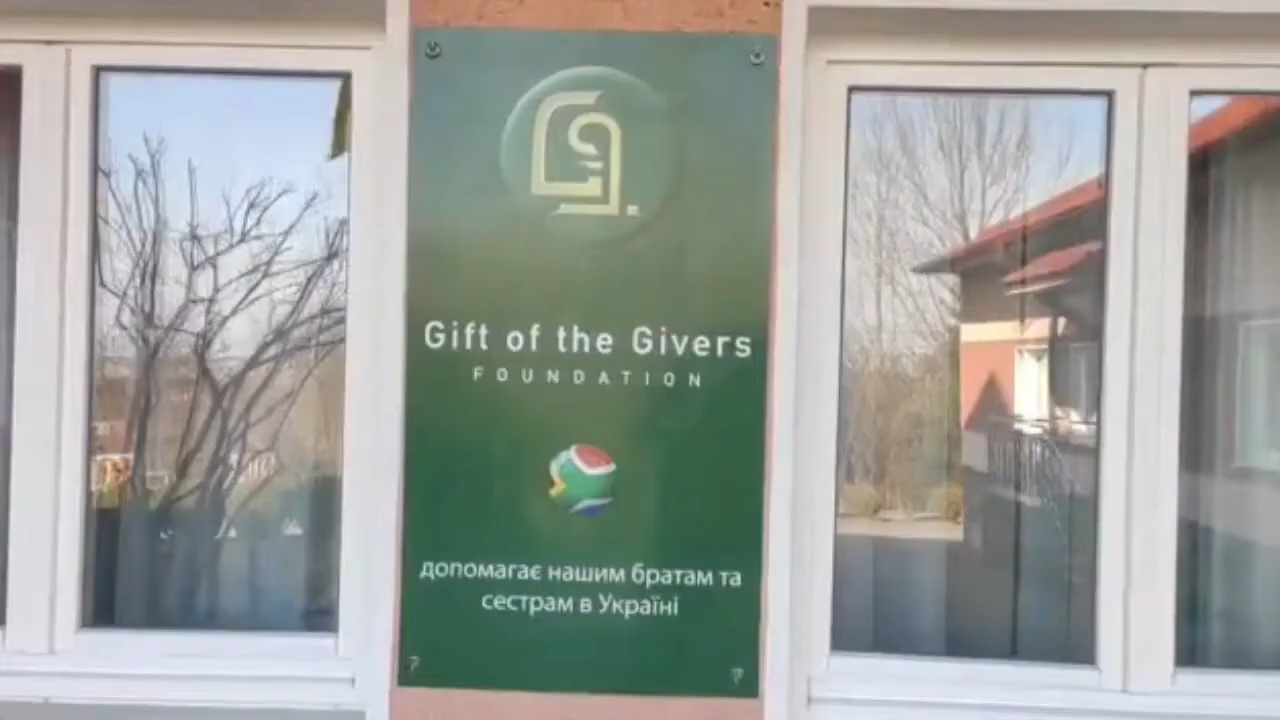 Gift of the Givers
FOUNDATION
допомагає нашим братам та
сестрам в Україні